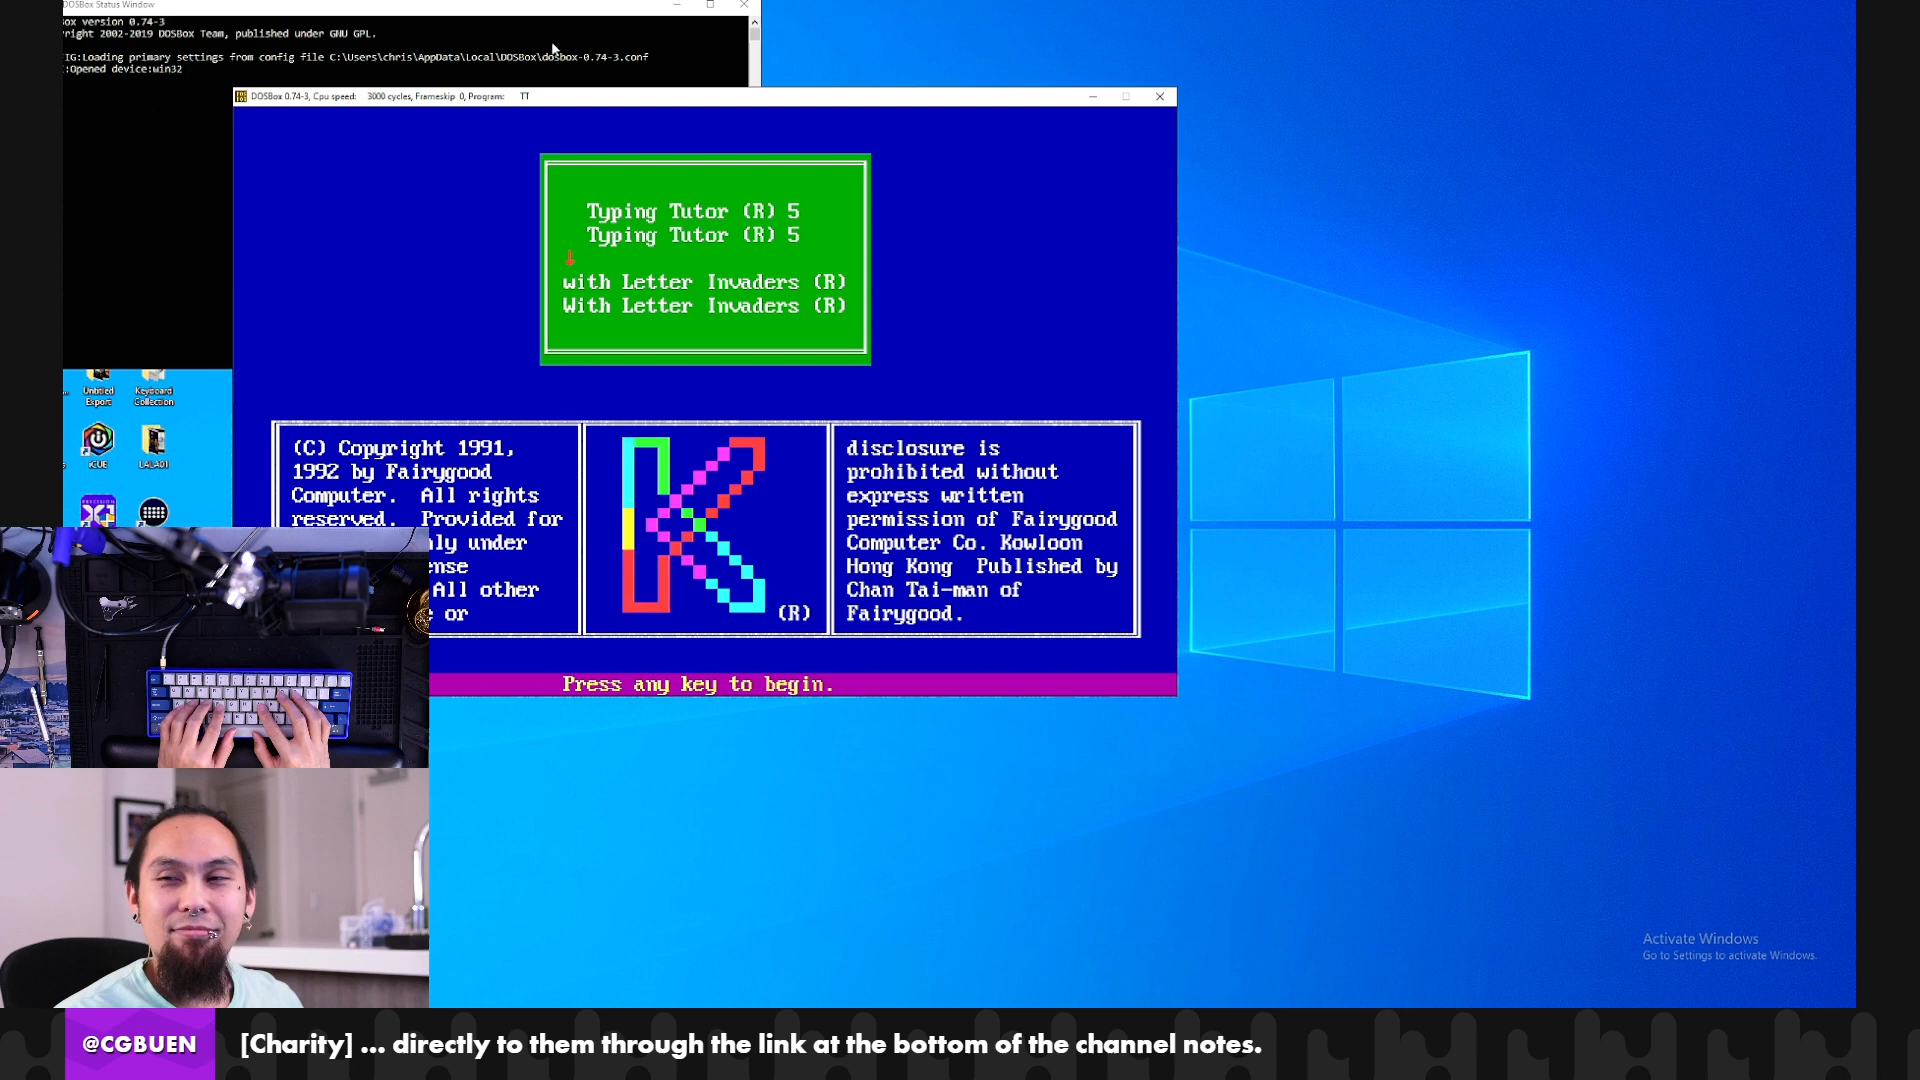 DOSBox Status Window
ox version 0.74-3
right 2002-2019 DOSBox Team, published under GNU GPL.
IG:Loading primary settings from config file C:\Users\chris\AppData\Local\DOSBox\dosbox-0.74-3.conf
:Opened device:win32
DOSBox 0.74-3, Cpu speed: 3000 cycles, Frameskip 0, Program: TT
Typing Tutor (R) 5
Typing Tutor (R) 5
with Letter Invaders (R)
With Letter Invaders (R)
Untitled Export
Keyboard Collection
iCUE
LALA01
(C) Copyright 1991,
1992 by Fairygood
Computer. All rights
reserved. Provided for
nly under
ense
All other
or
K (R)
disclosure is
prohibited without
express written
permission of Fairygood
Computer Co. Kowloon
Hong Kong Published by
Chan Tai-man of
Fairygood.
Press any key to begin.
Activate Windows
Go to Settings to activate Windows.
@CGBUEN
[Charity] ... directly to them through the link at the bottom of the channel notes.